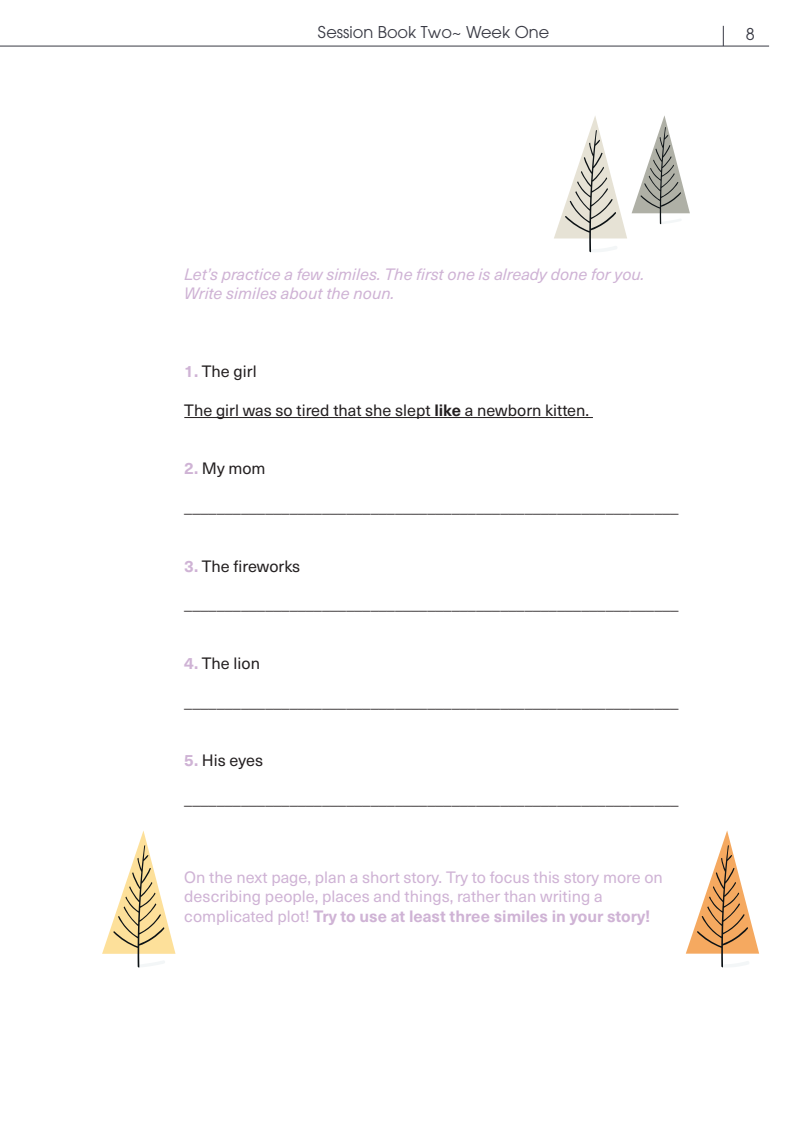 Session Book Two~ Week One
8
Let's practice a few similes. The first one is already done for you.
Write similes about the noun.
1. The girl
The girl was so tired that she slept like a newborn kitten.
2. My mom
3. The fireworks
4. The lion
5. His eyes
On the next page, plan a short story. Try to focus this story more on
describing people, places and things, rather than writing a
complicated plot! Try to use at least three similes in your story!